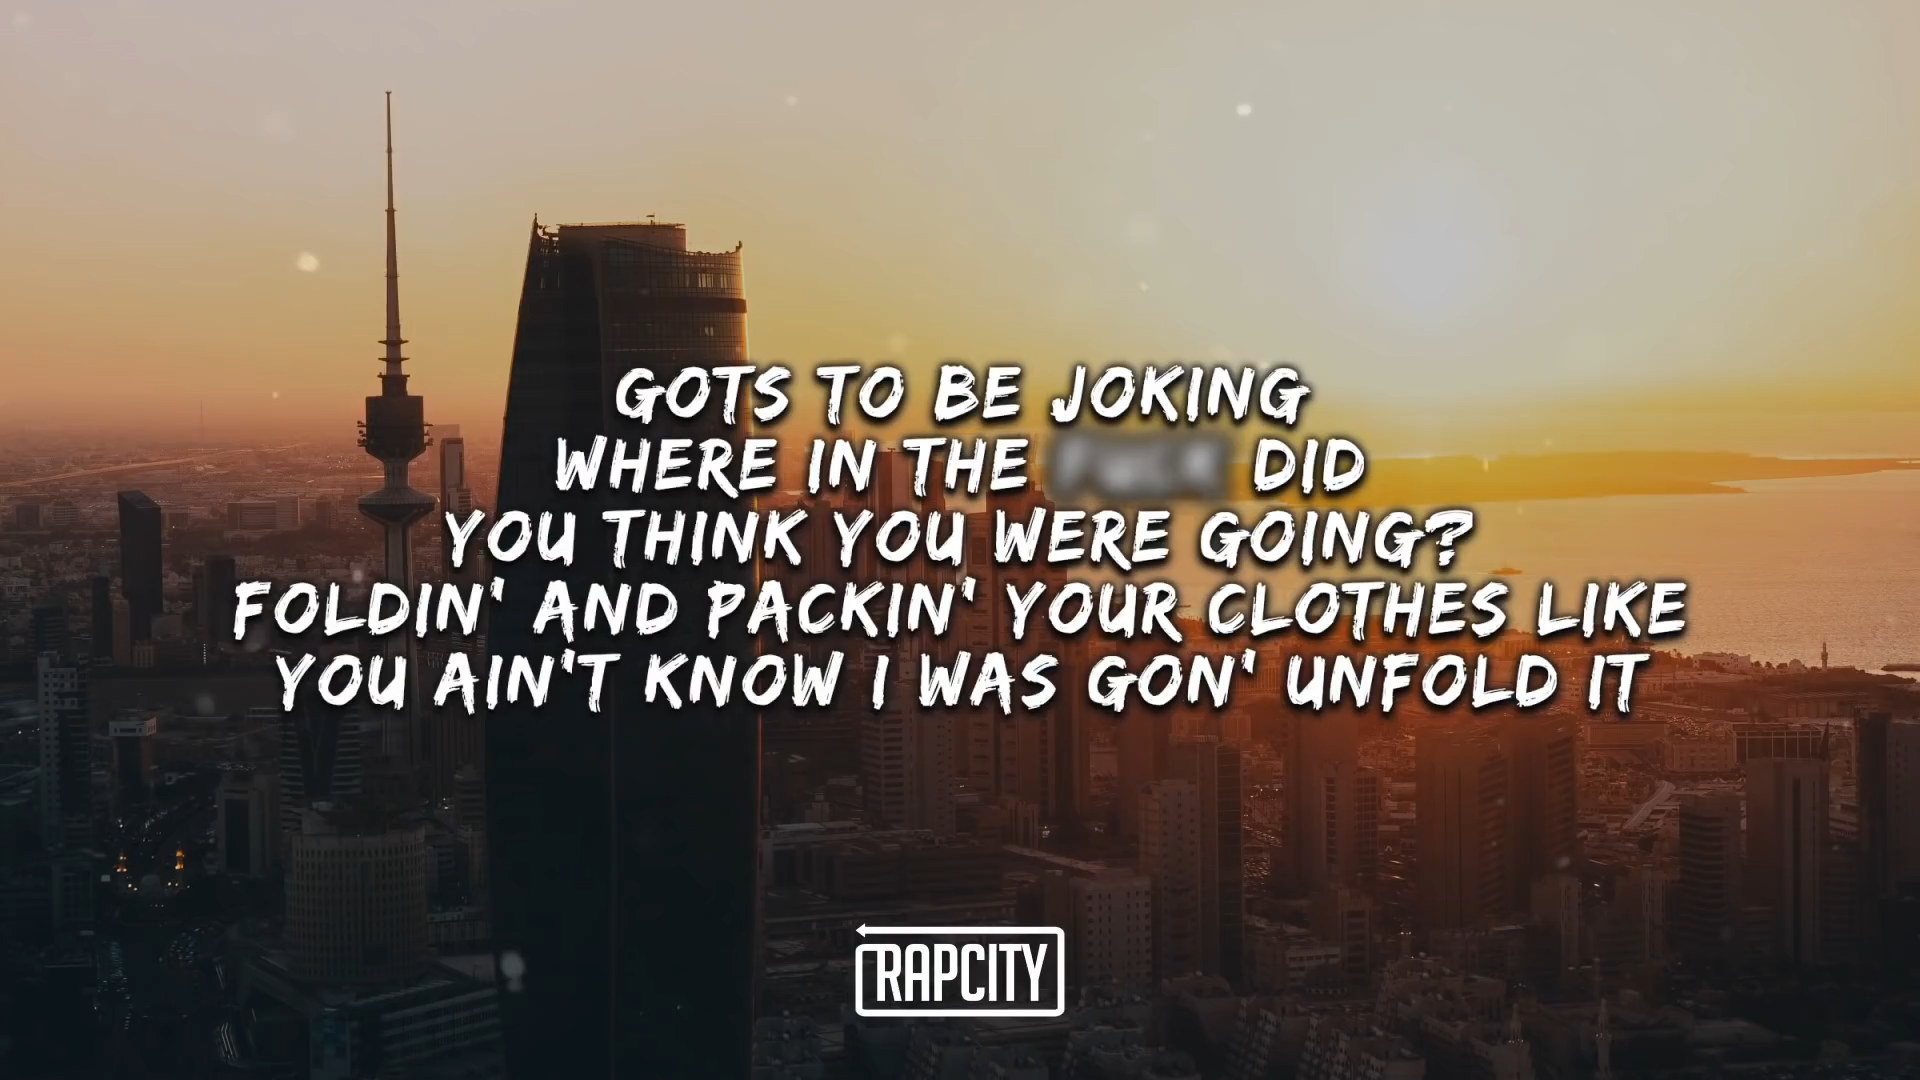 GOTS TO BE JOKING
WHERE IN THE DID
YOU THINK YOU WERE GOING?
FOLDIN' AND PACKIN' YOUR CLOTHES LIKE
YOU AIN'T KNOW I WAS GON' UNFOLD IT
RAPCITY